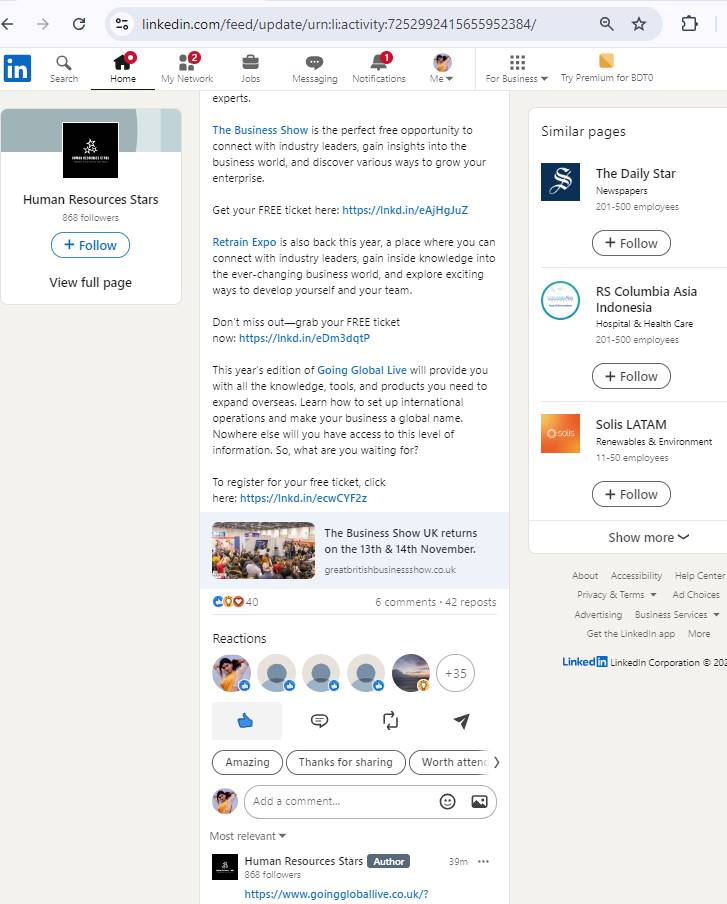 linkedin.com/feed/update/urn:li:activity:7252992415655952384/
in
Search
Home
2
My Network
Jobs
Messaging
1
Notifications
Me
For Business
Try Premium for BDT0
HUMAN RESOURCES STARS
Human Resources Stars
868 followers
+ Follow
View full page
experts.
The Business Show is the perfect free opportunity to
connect with industry leaders, gain insights into the
business world, and discover various ways to grow your
enterprise.
Get your FREE ticket here: https://lnkd.in/eAjHgJuZ
Retrain Expo is also back this year, a place where you can
connect with industry leaders, gain inside knowledge into
the ever-changing business world, and explore exciting
ways to develop yourself and your team.
Don't miss out—grab your FREE ticket
now: https://lnkd.in/eDm3dqtP
This year's edition of Going Global Live will provide you
with all the knowledge, tools, and products you need to
expand overseas. Learn how to set up international
operations and make your business a global name.
Nowhere else will you have access to this level of
information. So, what are you waiting for?
To register for your free ticket, click
here: https://lnkd.in/ecwCYF2z
The Business Show UK returns
on the 13th & 14th November.
greatbritishbusinessshow.co.uk
40
6 comments · 42 reposts
Reactions
+35
Amazing
Thanks for sharing
Worth attend
Add a comment...
Most relevant
Human Resources Stars Author
39m
868 followers
https://www.goinggloballive.co.uk/?
Similar pages
The Daily Star
Newspapers
201-500 employees
+ Follow
RS Columbia Asia
Indonesia
Hospital & Health Care
201-500 employees
+ Follow
solis
Solis LATAM
Renewables & Environment
11-50 employees
+ Follow
Show more
About Accessibility Help Center
Privacy & Terms Ad Choices
Advertising Business Services
Get the LinkedIn app More
LinkedIn LinkedIn Corporation © 202